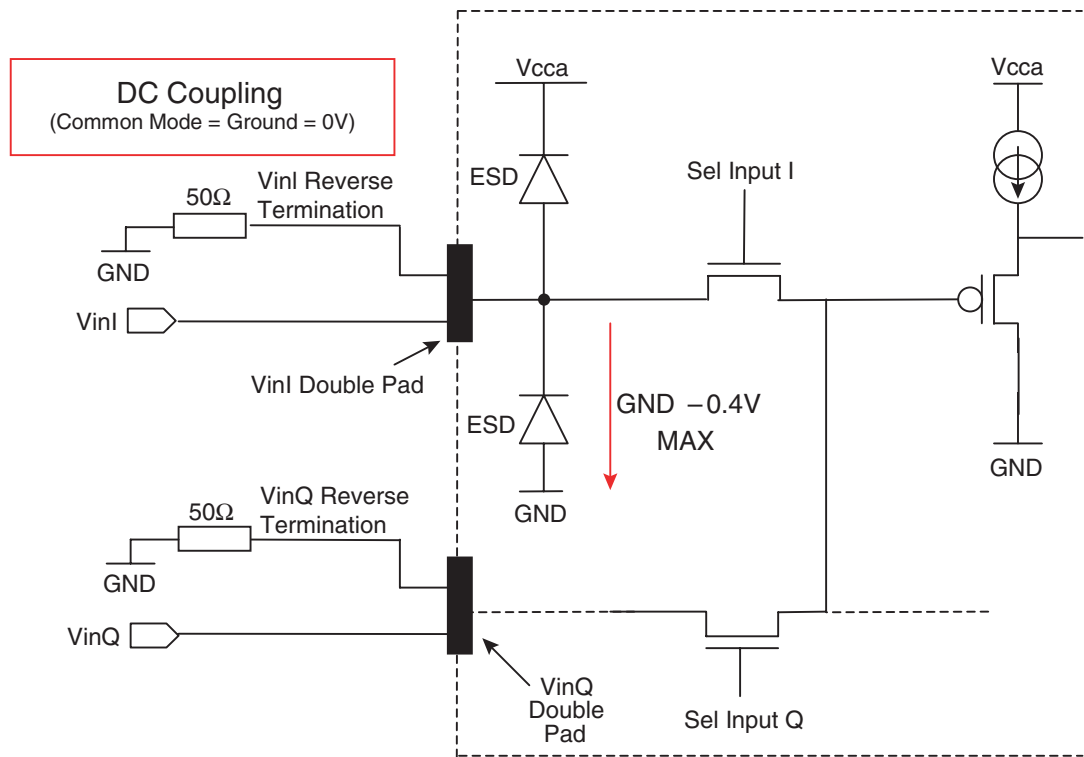 Vcca
Vcca
DC Coupling
(Common Mode = Ground = 0V)
ESD
Sel Input I
50Ω
VinI Reverse
Termination
GND
VinI
VinI Double Pad
GND −0.4V
MAX
ESD
GND
GND
50Ω
VinQ Reverse
Termination
GND
VinQ
VinQ
Double
Pad
Sel Input Q